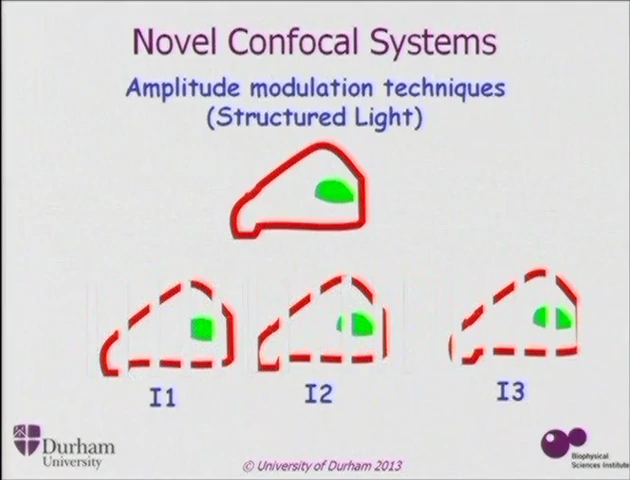 Novel Confocal Systems
Amplitude modulation techniques
(Structured Light)
I1
I2
I3
Durham
University
© University of Durham 2013
Biophysical
Sciences Institute